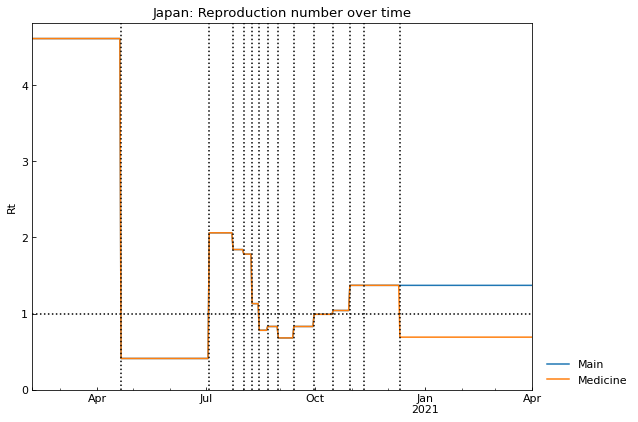 Japan: Reproduction number over time
Rt
4
3
2
1
0
Apr
Jul
Oct
Jan
2021
Apr
Main
Medicine